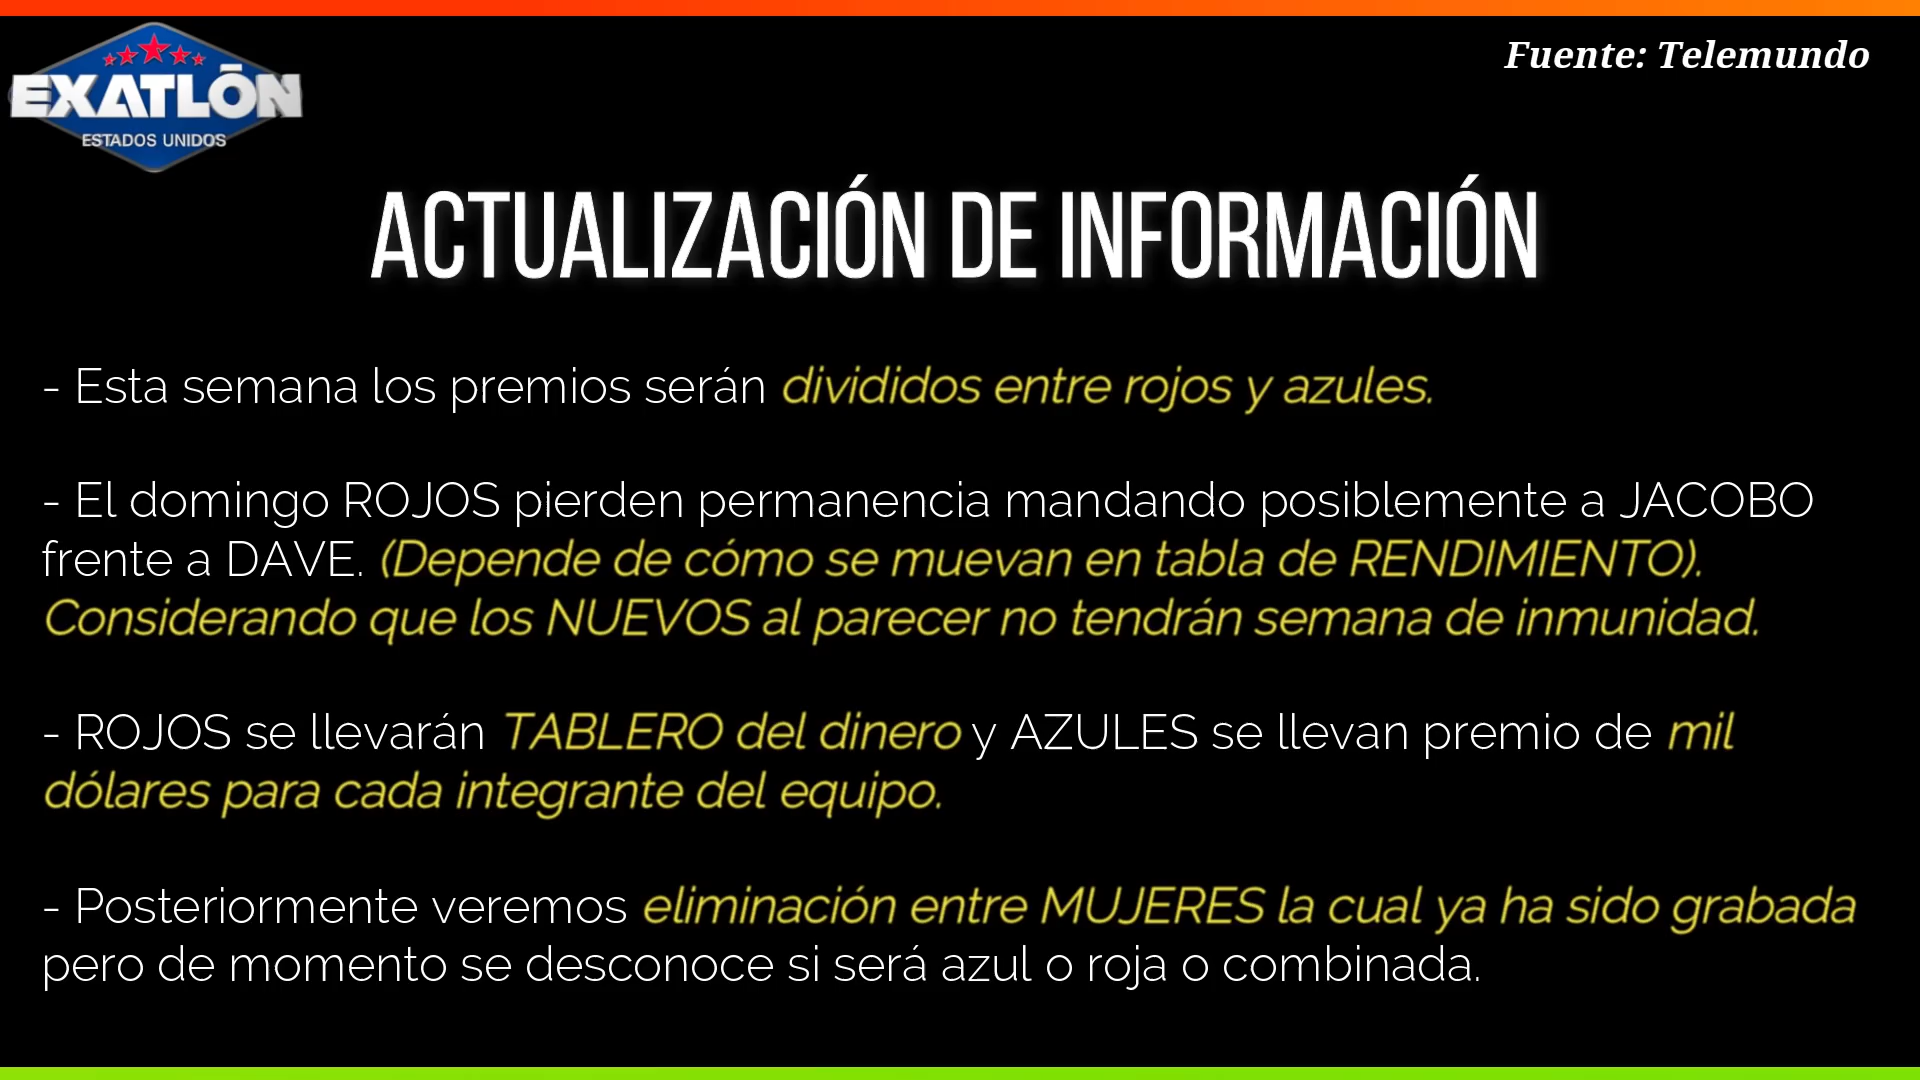 EXATLÓN
ESTADOS UNIDOS
Fuente: Telemundo
ACTUALIZACIÓN DE INFORMACIÓN
- Esta semana los premios serán divididos entre rojos y azules.
- El domingo ROJOS pierden permanencia mandando posiblemente a JACOBO
frente a DAVE. (Depende de cómo se muevan en tabla de RENDIMIENTO).
Considerando que los NUEVOS al parecer no tendrán semana de inmunidad.
- ROJOS se llevarán TABLERO del dinero y AZULES se llevan premio de mil
dólares para cada integrante del equipo.
- Posteriormente veremos eliminación entre MUJERES la cual ya ha sido grabada
pero de momento se desconoce si será azul o roja o combinada.